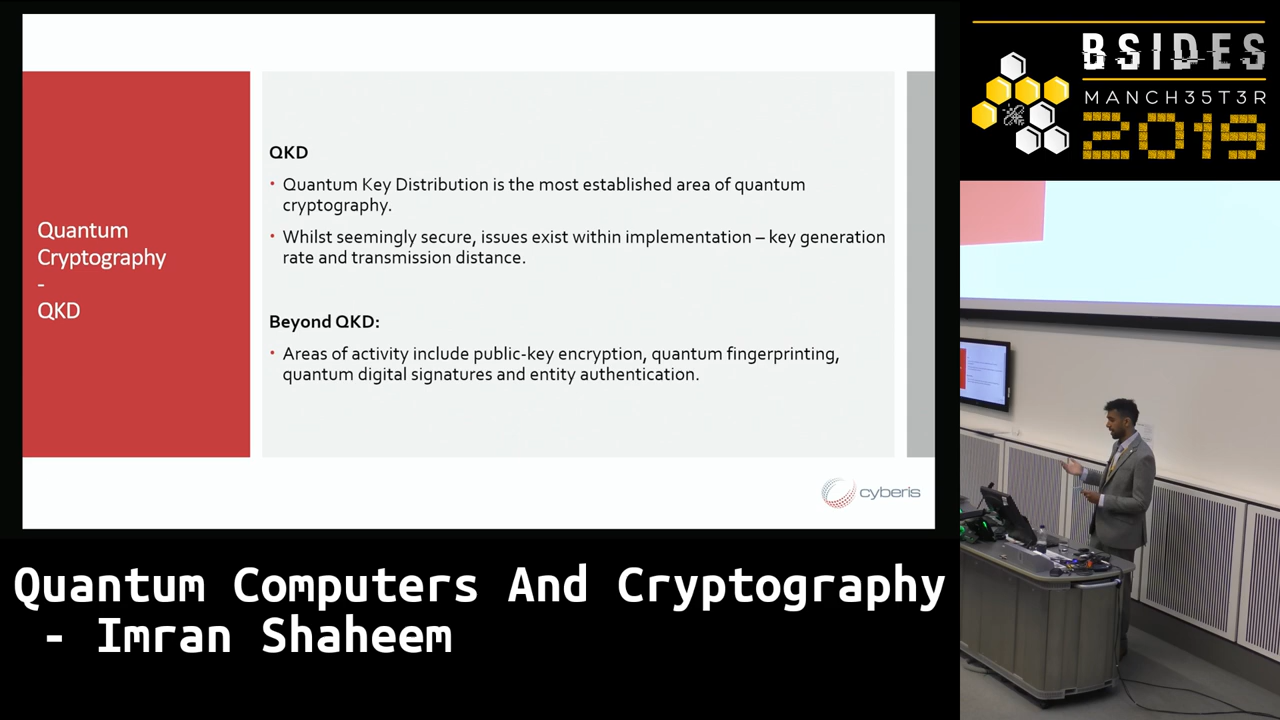 Quantum
Cryptography
-
QKD
QKD
• Quantum Key Distribution is the most established area of quantum
cryptography.
• Whilst seemingly secure, issues exist within implementation – key generation
rate and transmission distance.
Beyond QKD:
• Areas of activity include public-key encryption, quantum fingerprinting,
quantum digital signatures and entity authentication.
cyberis
BSIDES
MANCH35T3R
2019
Quantum Computers And Cryptography
- Imran Shaheem